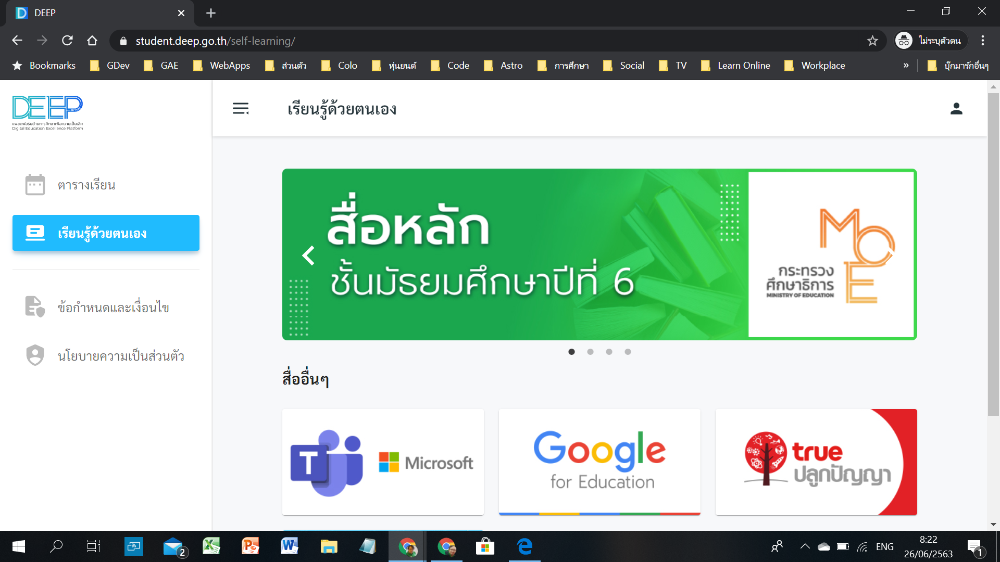 DEEP
student.deep.go.th/self-learning/
ไม่ระบุตัวตน
Bookmarks GDev GAE WebApps ส่วนตัว Colo หุ่นยนต์ Code Astro การศึกษา Social TV Learn Online Workplace » บุ๊กมาร์กอื่นๆ
DEEP
BY MOE
แพลตฟอร์มด้านการศึกษาเพื่อความเป็นเลิศ
Digital Education Excellence Platform
เรียนรู้ด้วยตนเอง
ตารางเรียน
เรียนรู้ด้วยตนเอง
ข้อกำหนดและเงื่อนไข
นโยบายความเป็นส่วนตัว
สื่อหลัก
ชั้นมัธยมศึกษาปีที่ 6
MOE
กระทรวง
ศึกษาธิการ
MINISTRY OF EDUCATION
สื่ออื่นๆ
T Microsoft
Google
for Education
true
ปลูกปัญญา
2
ENG
8:22
26/06/2563
1